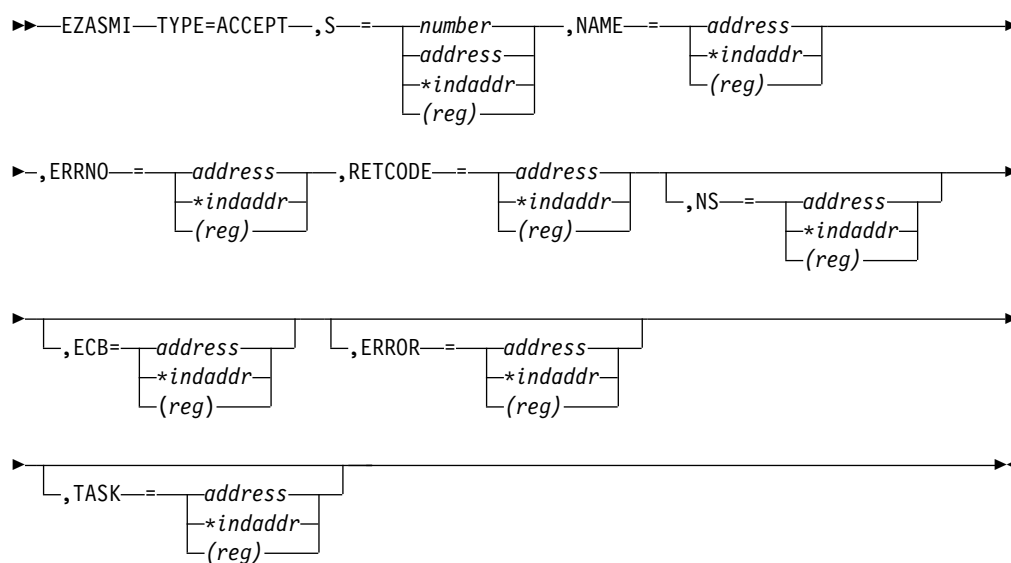 EZASMI TYPE=ACCEPT ,S = number ,NAME = address
address *indaddr
*indaddr (reg)
(reg)
,ERRNO = address ,RETCODE = address
*indaddr *indaddr ,NS = address
(reg) (reg) *indaddr
(reg)
,ECB= address ,ERROR = address
*indaddr *indaddr
(reg) (reg)
,TASK = address
*indaddr
(reg)